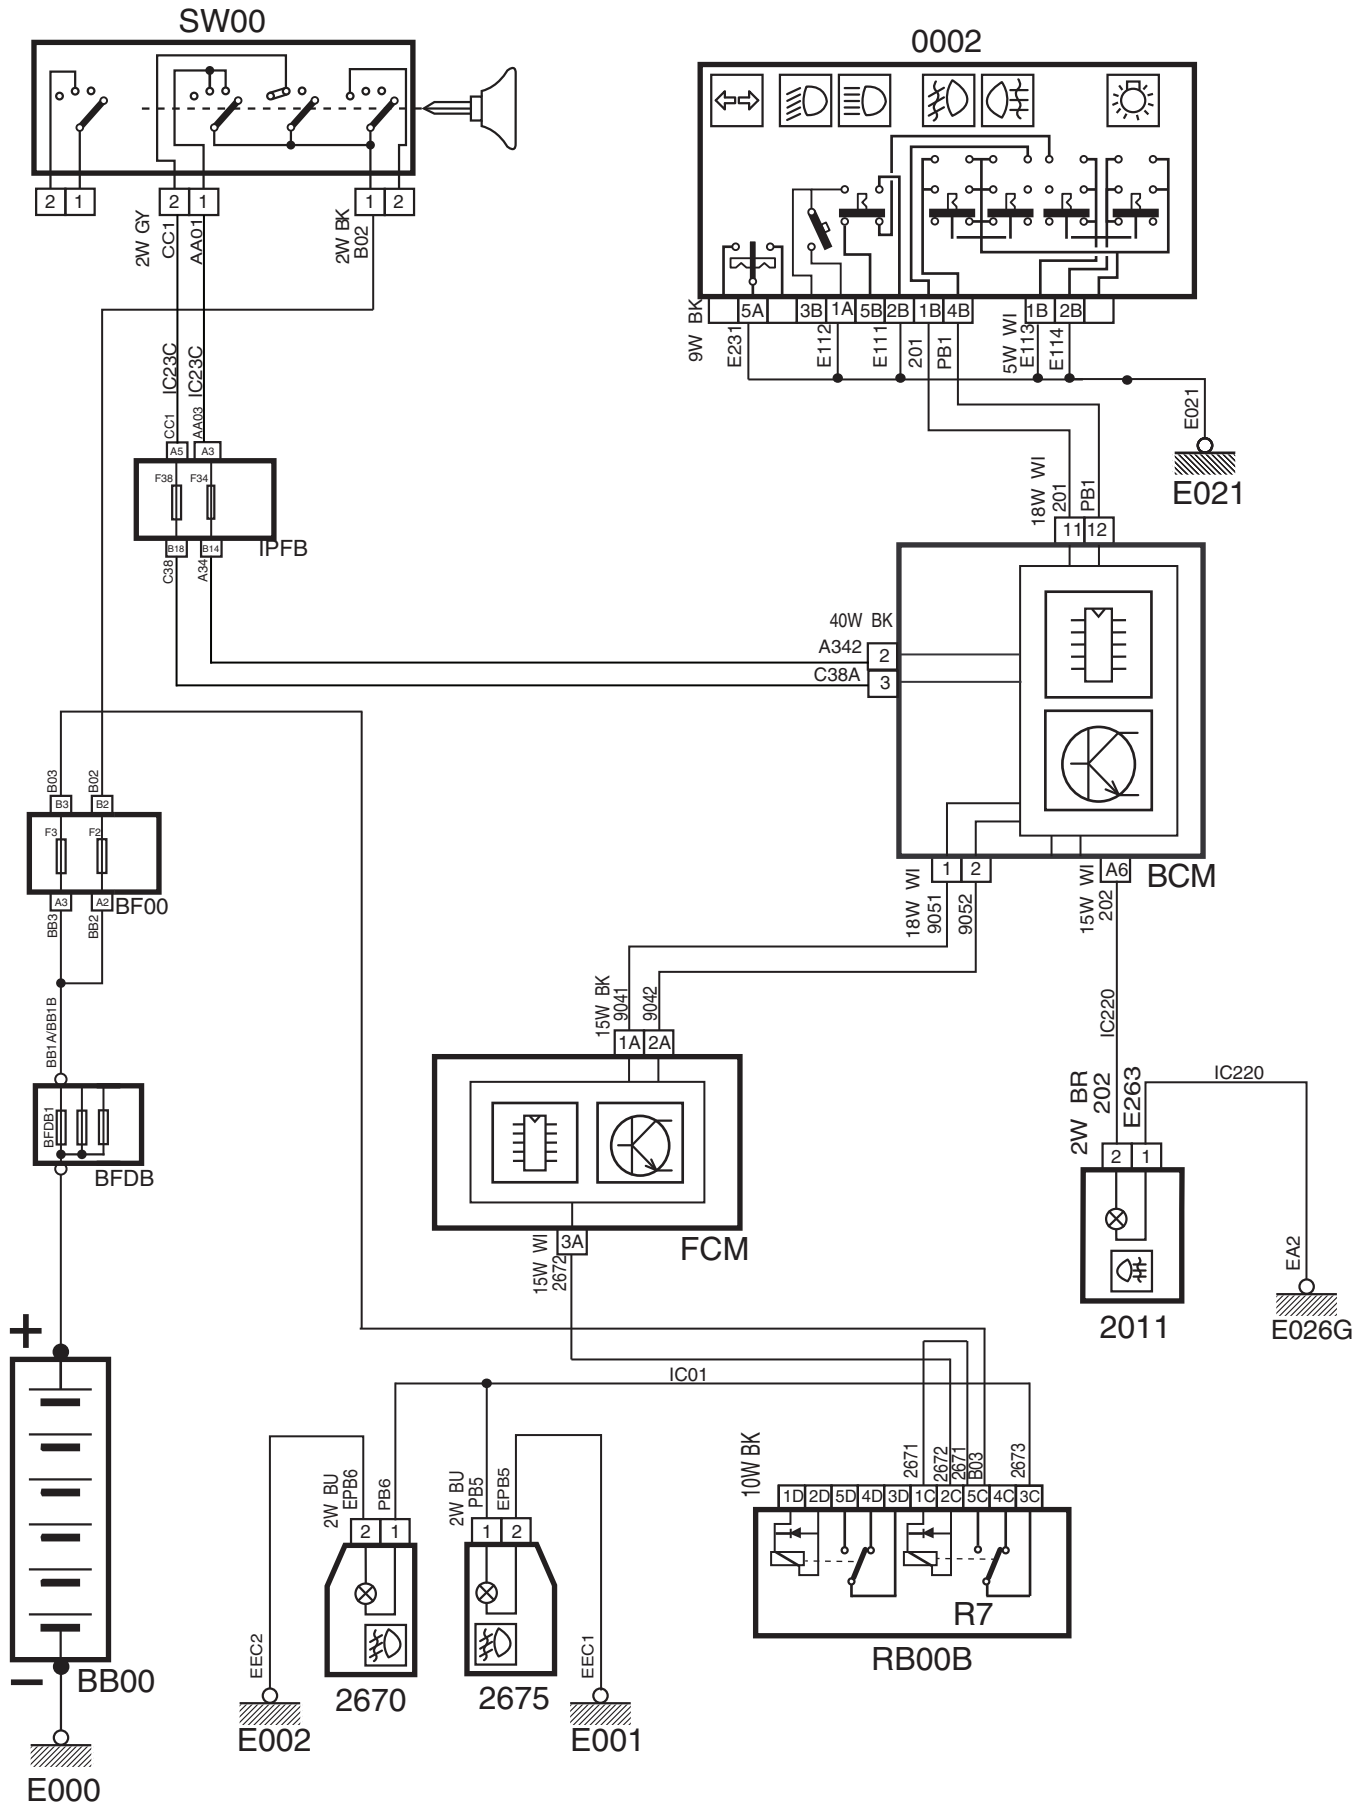 SW00
0002
2 1
2 1
1 2
2W GY
CC1
AA01
2W BK
B02
9W BK
5A
3B 1A 5B 2B 1B 4B
1B 2B
E231
E112
E111
201
PB1
5W WI
E113
E114
E021
E021
IC23C
IC23C
CC1
AA03
A5 A3
F38 F34
IPFB
B18 B14
C38
A34
18W WI
201
PB1
11 12
40W BK
A342
2
C38A
3
B03
B02
B3 B2
F3 F2
BF00
A3 A2
BB3
BB2
1 2
A6
BCM
18W WI
9051
9052
15W WI
202
BB1A/BB1B
15W BK
9041
9042
1A 2A
IC220
IC220
2W BR
202
E263
2 1
BFDB1
BFDB
3A
FCM
15W WI
2672
EA2
2011
E026G
+
IC01
10W BK
2671
2672
2671
B03
2673
1D 2D 5D 4D 3D 1C 2C 5C 4C 3C
2W BU
EPB6
PB6
2W BU
PB5
EPB5
2 1
1 2
R7
RB00B
EEC2
EEC1
−
BB00
2670
2675
E002
E001
E000